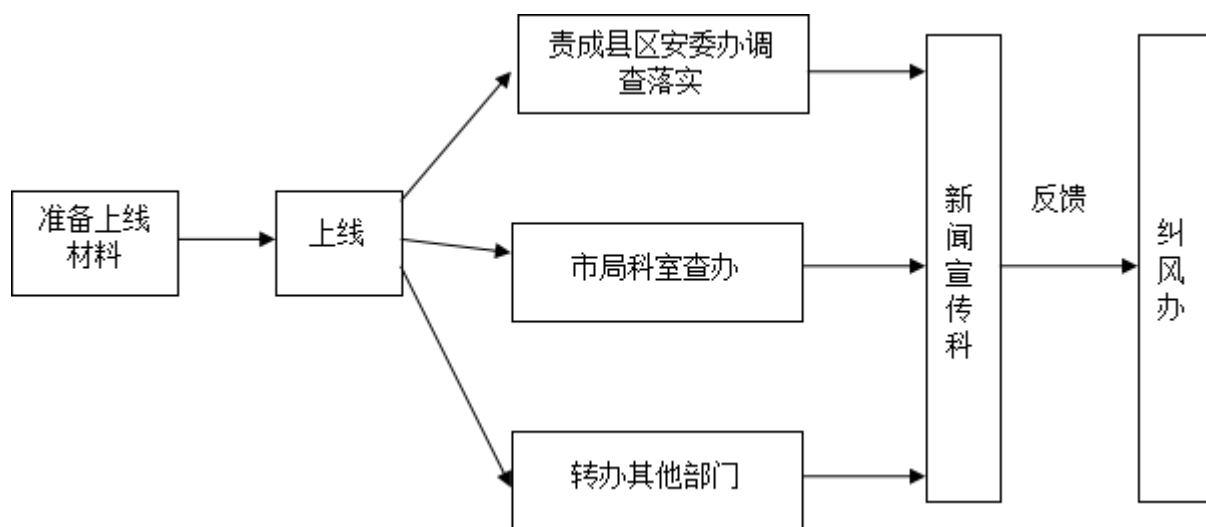 准备上线
材料
上线
责成县区安委办调
查落实
市局科室查办
转办其他部门
新闻宣传科
反馈
纠风办